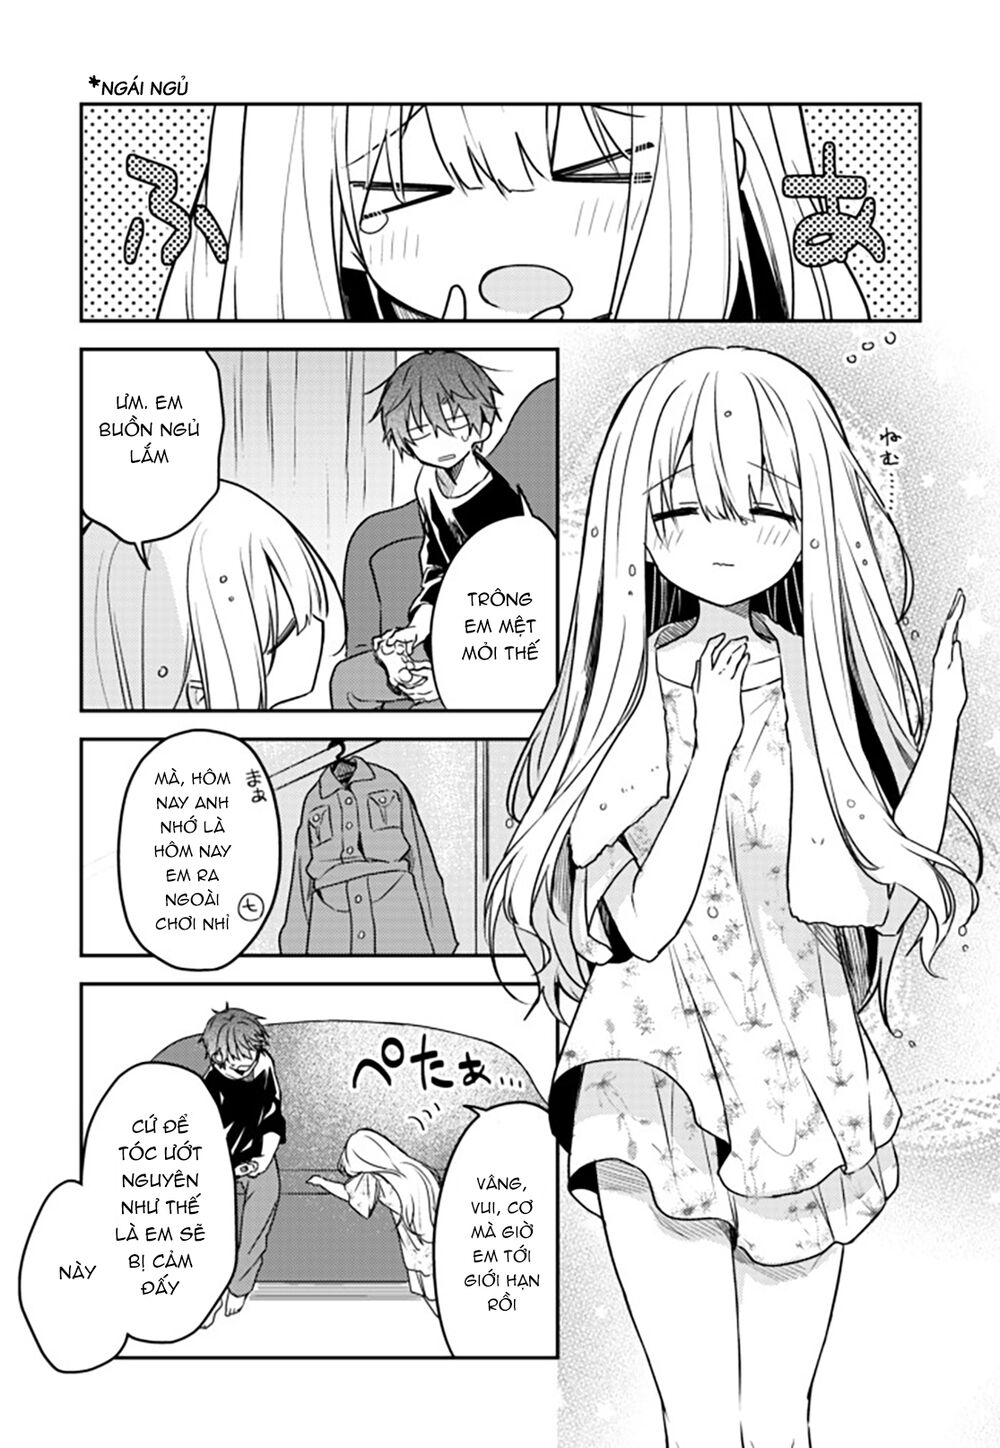 *NGÁI NGỦ
ま
ふ
ƯM. EM
BUỒN NGỦ
LẮM
TRÔNG
EM MỆT
MỎI THẾ
ねむ……
MÀ, HÔM
NAY ANH
NHỚ LÀ
HÔM NAY
EM RA
NGOÀI
CHƠI NHỈ
まぁ
ぺたぁ…
VÂNG,
VUI, CƠ
MÀ GIỜ
EM TỚI
GIỚI HẠN
RỒI
CỨ ĐỂ
TÓC ƯỚT
NGUYÊN
NHƯ THẾ
LÀ EM SẼ
BỊ CẢM
ĐẤY
NÀY